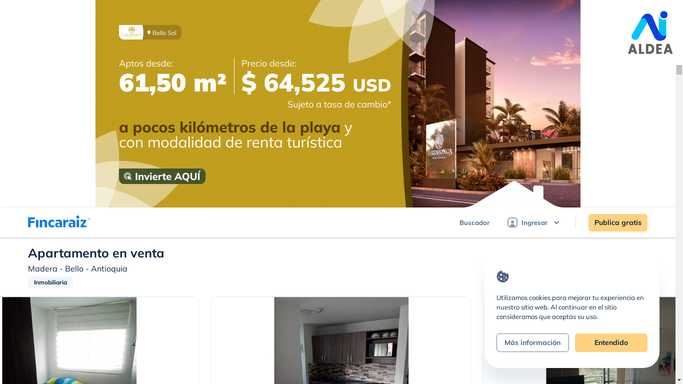 Bello Sol
ALDEA
Aptos desde:
61,50 m²
Precio desde:
$ 64,525 USD
Sujeto a tasa de cambio*
a pocos kilómetros de la playa y
con modalidad de renta turística
Invierte AQUÍ
Fincaraiz
Buscador
Ingresar
Publica gratis
Apartamento en venta
Madera - Bello - Antioquia
Inmobiliaria
Utilizamos cookies para mejorar tu experiencia en
nuestro sitio web. Al continuar en el sitio
consideramos que aceptas su uso.
Más información
Entendido